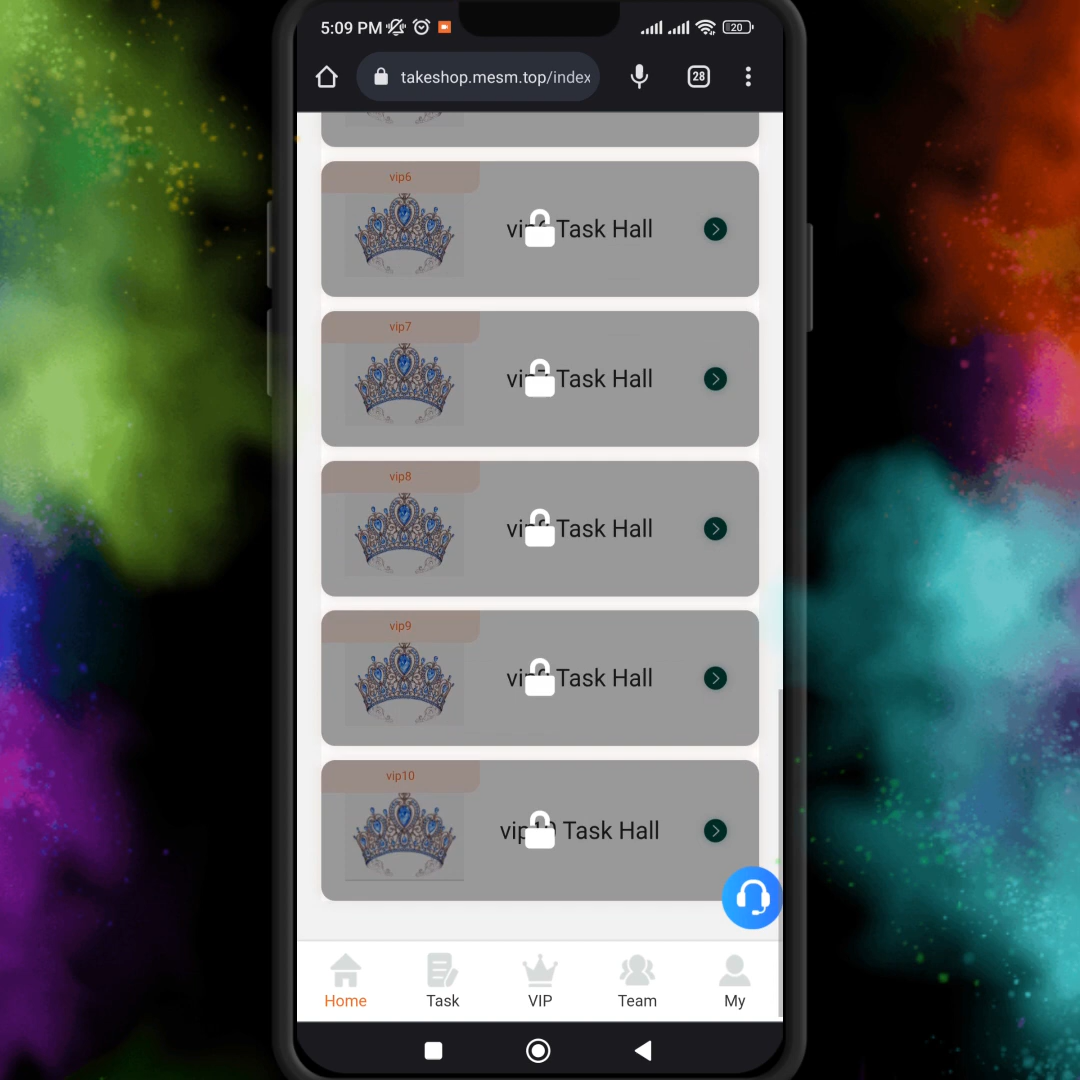 5:09 PM
20
takeshop.mesm.top/index
28
vip6
Task Hall
vip7
Task Hall
vip8
Task Hall
vip9
Task Hall
vip10
Task Hall
Home
Task
VIP
Team
My